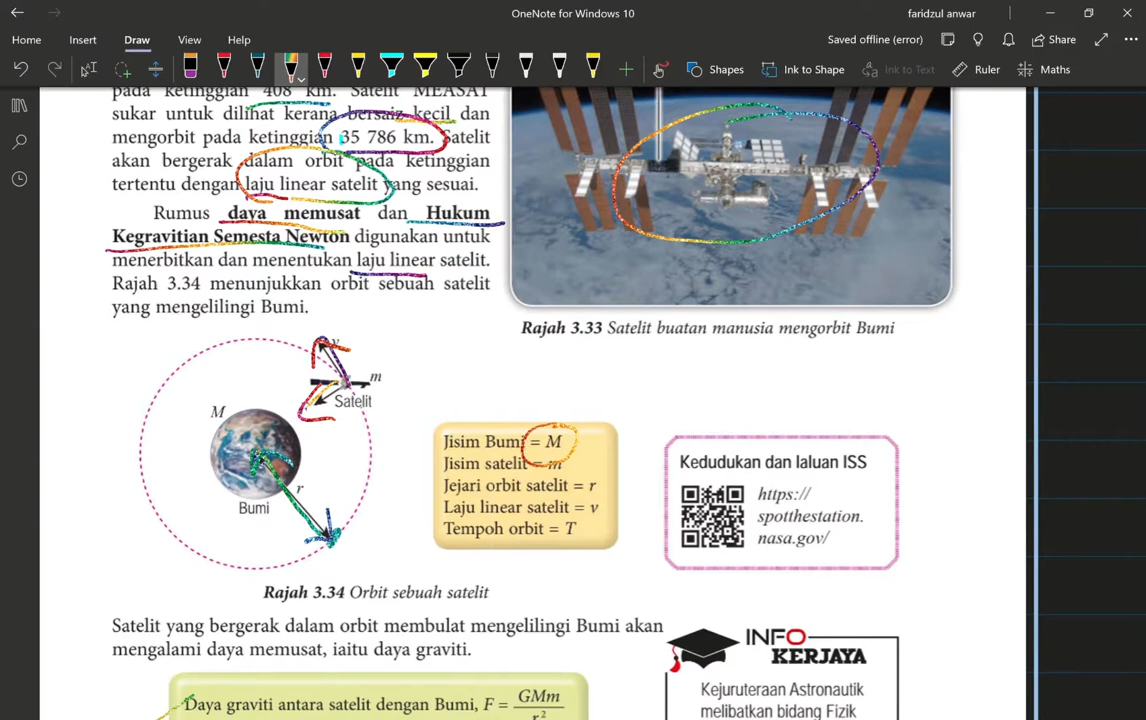 OneNote for Windows 10
faridzul anwar
Home
Insert
Draw
View
Help
Saved offline (error)
Share
Shapes
Ink to Shape
Ink to Text
Ruler
Maths
pada ketinggian 408 km. Satelit MEASAT
sukar untuk dilihat kerana bersaiz kecil dan
mengorbit pada ketinggian 35 786 km. Satelit
akan bergerak dalam orbit pada ketinggian
tertentu dengan laju linear satelit yang sesuai.
Rumus daya memusat dan Hukum
Kegravitian Semesta Newton digunakan untuk
menerbitkan dan menentukan laju linear satelit.
Rajah 3.34 menunjukkan orbit sebuah satelit
yang mengelilingi Bumi.
Rajah 3.33 Satelit buatan manusia mengorbit Bumi
v
m
Satelit
M
r
Bumi
Rajah 3.34 Orbit sebuah satelit
Jisim Bumi = M
Jisim satelit = m
Jejari orbit satelit = r
Laju linear satelit = v
Tempoh orbit = T
Kedudukan dan laluan ISS
https://
spotthestation.
nasa.gov/
Satelit yang bergerak dalam orbit membulat mengelilingi Bumi akan
mengalami daya memusat, iaitu daya graviti.
Daya graviti antara satelit dengan Bumi, F = GMm
r²
INFO
KERJAYA
Kejuruteraan Astronautik
melibatkan bidang Fizik